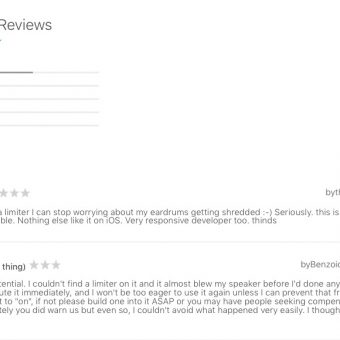 Reviews
byth
a limiter I can stop worrying about my eardrums getting shredded :-) Seriously. this is
ble. Nothing else like it on iOS. Very responsive developer too. thinds
thing)
byBenzoic
tential. I couldn't find a limiter on it and it almost blew my speaker before I'd done any
ute it immediately, and I won't be too eager to use it again unless I can prevent that fr
t to "on", if not please build one into it ASAP or you may have people seeking compen
tely you did warn us but even so, I couldn't avoid what happened very easily. I though